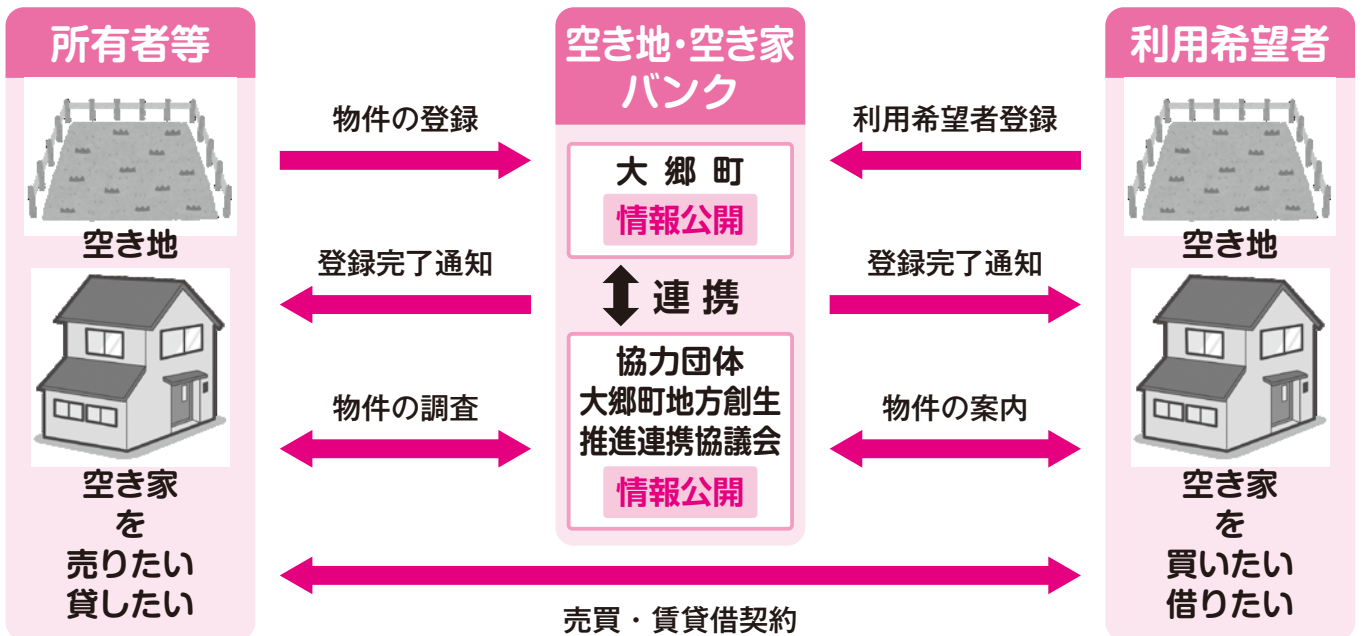 所有者等
空き地
空き家
を
売りたい
貸したい
物件の登録
登録完了通知
物件の調査
空き地・空き家
バンク
大郷町
情報公開
連携
協力団体
大郷町地方創生
推進連携協議会
情報公開
利用希望者登録
登録完了通知
物件の案内
利用希望者
空き地
空き家
を
買いたい
借りたい
売買・賃貸借契約